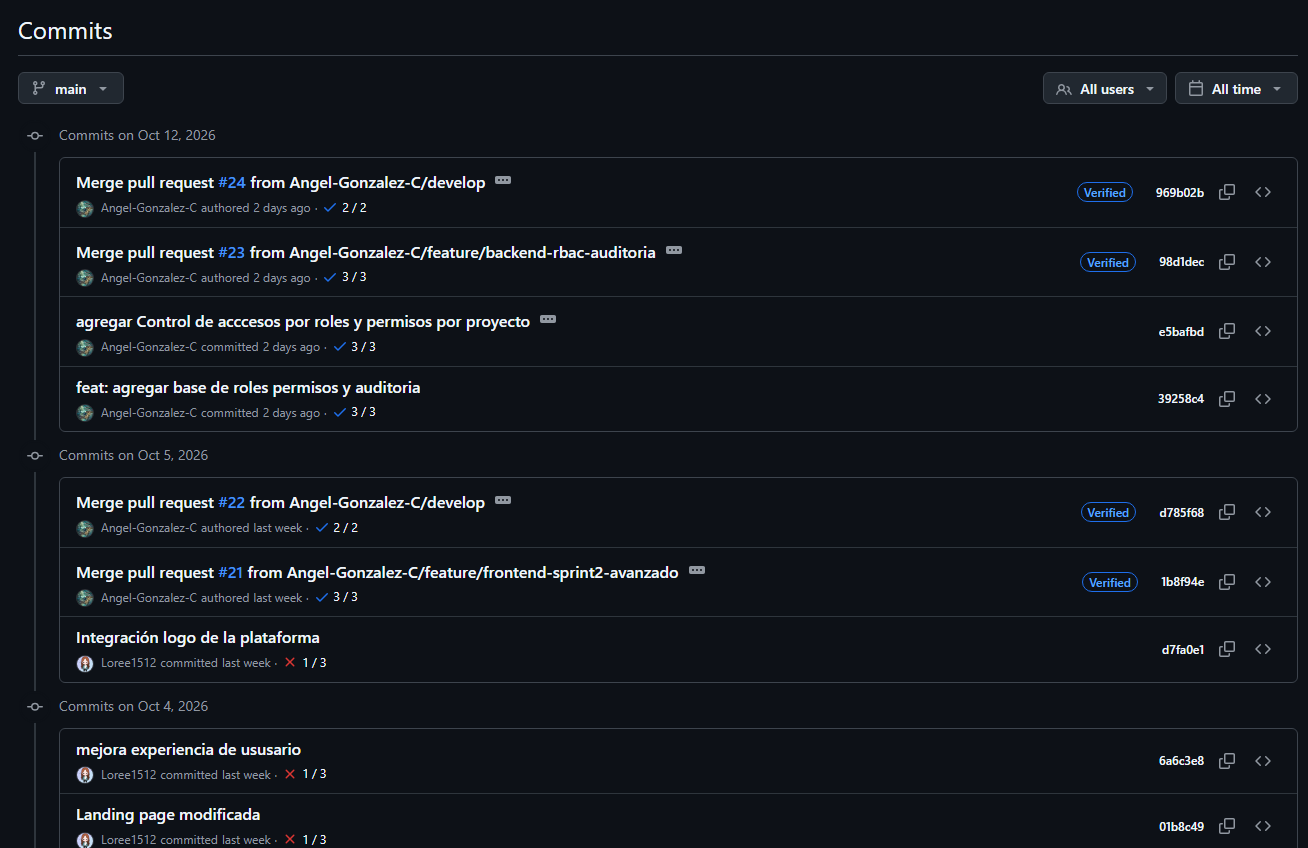 Commits
main
All users
All time
Commits on Oct 12, 2026
Merge pull request #24 from Angel-Gonzalez-C/develop
Angel-Gonzalez-C authored 2 days ago · 2 / 2
Verified
969b02b
Merge pull request #23 from Angel-Gonzalez-C/feature/backend-rbac-auditoria
Angel-Gonzalez-C authored 2 days ago · 3 / 3
Verified
98d1dec
agregar Control de acccesos por roles y permisos por proyecto
Angel-Gonzalez-C committed 2 days ago · 3 / 3
e5bafbd
feat: agregar base de roles permisos y auditoria
Angel-Gonzalez-C committed 2 days ago · 3 / 3
39258c4
Commits on Oct 5, 2026
Merge pull request #22 from Angel-Gonzalez-C/develop
Angel-Gonzalez-C authored last week · 2 / 2
Verified
d785f68
Merge pull request #21 from Angel-Gonzalez-C/feature/frontend-sprint2-avanzado
Angel-Gonzalez-C authored last week · 3 / 3
Verified
1b8f94e
Integración logo de la plataforma
Loree1512 committed last week · 1 / 3
d7fa0e1
Commits on Oct 4, 2026
mejora experiencia de ususario
Loree1512 committed last week · 1 / 3
6a6c3e8
Landing page modificada
Loree1512 committed last week · 1 / 3
01b8c49